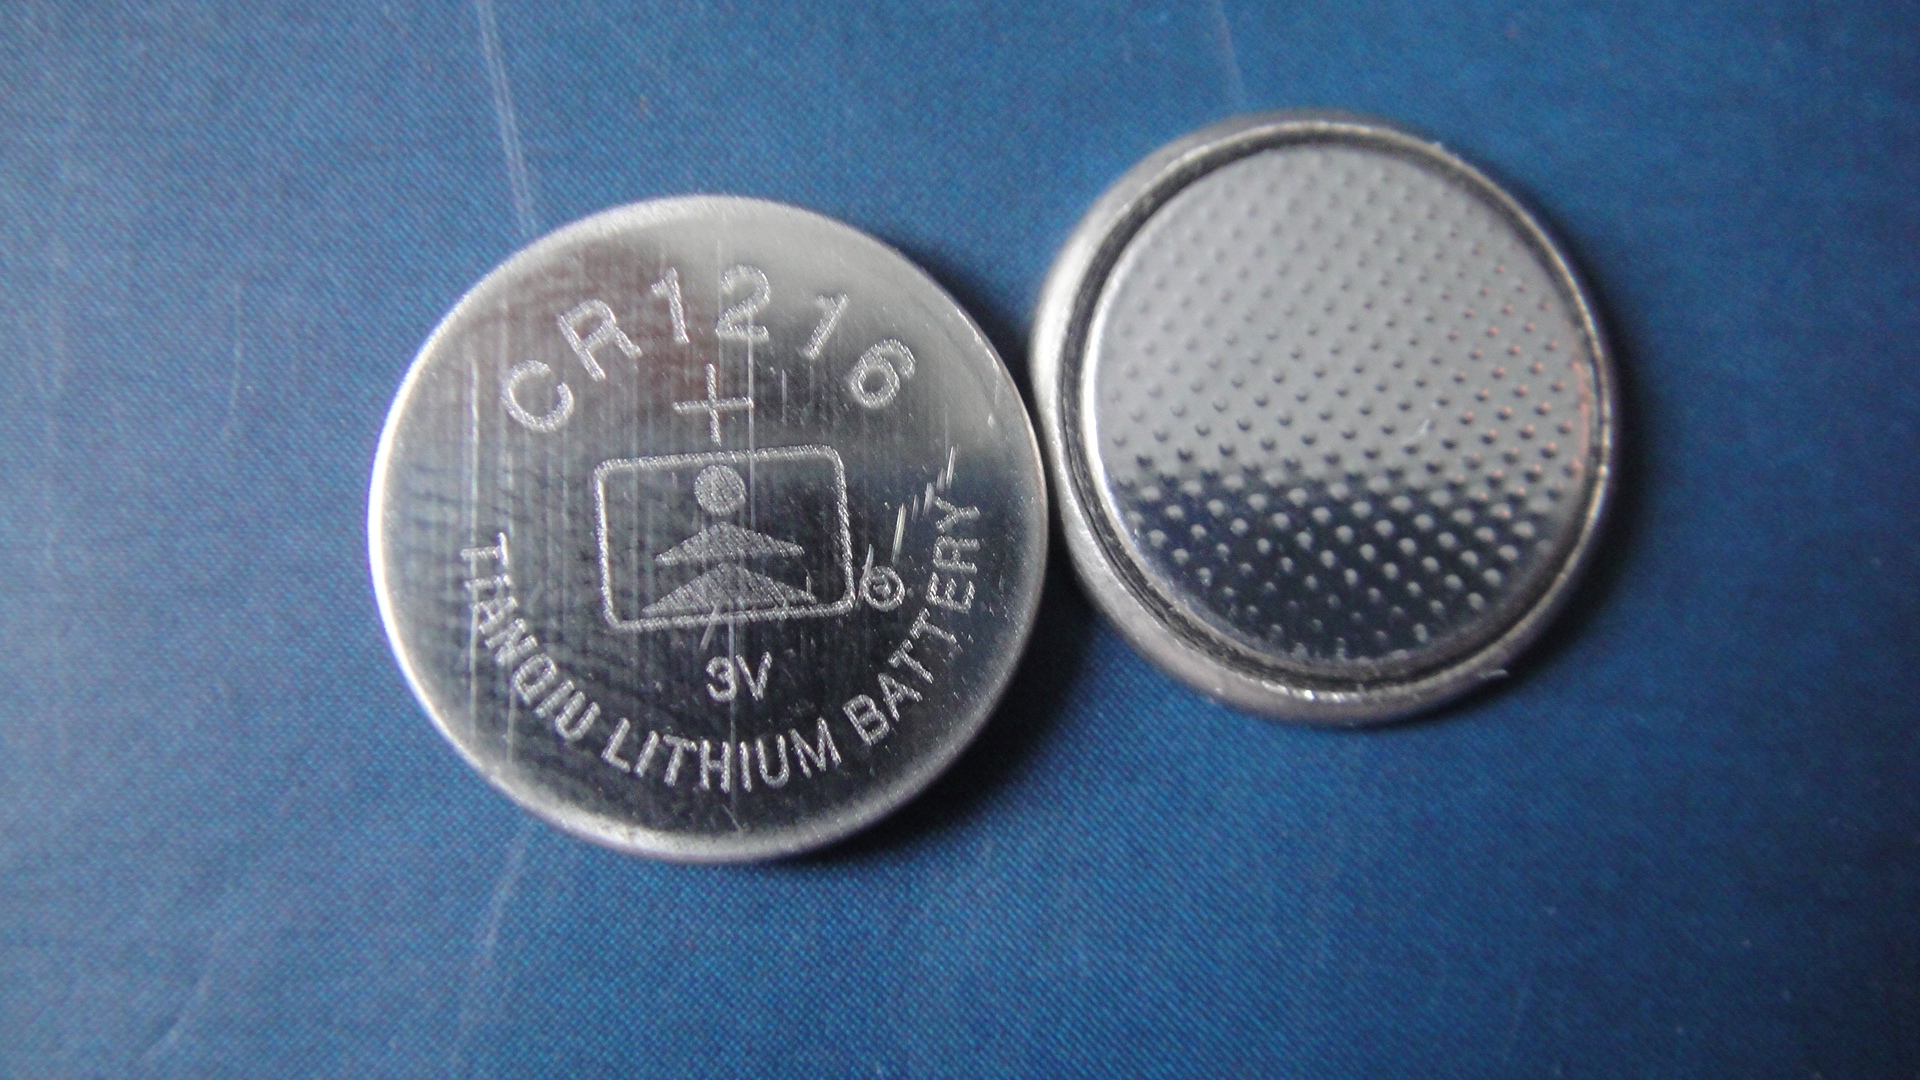 CR1216
+
®
3V
TIANQIU LITHIUM BATTERY